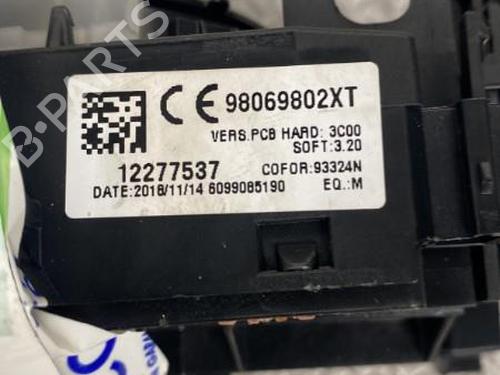 B-PARTS
CE 98069802XT
VERS.PCB HARD: 3C00
SOFT:3.20
12277537
COFOR:93324N
DATE:2016/11/14 6099085190
EQ.:M